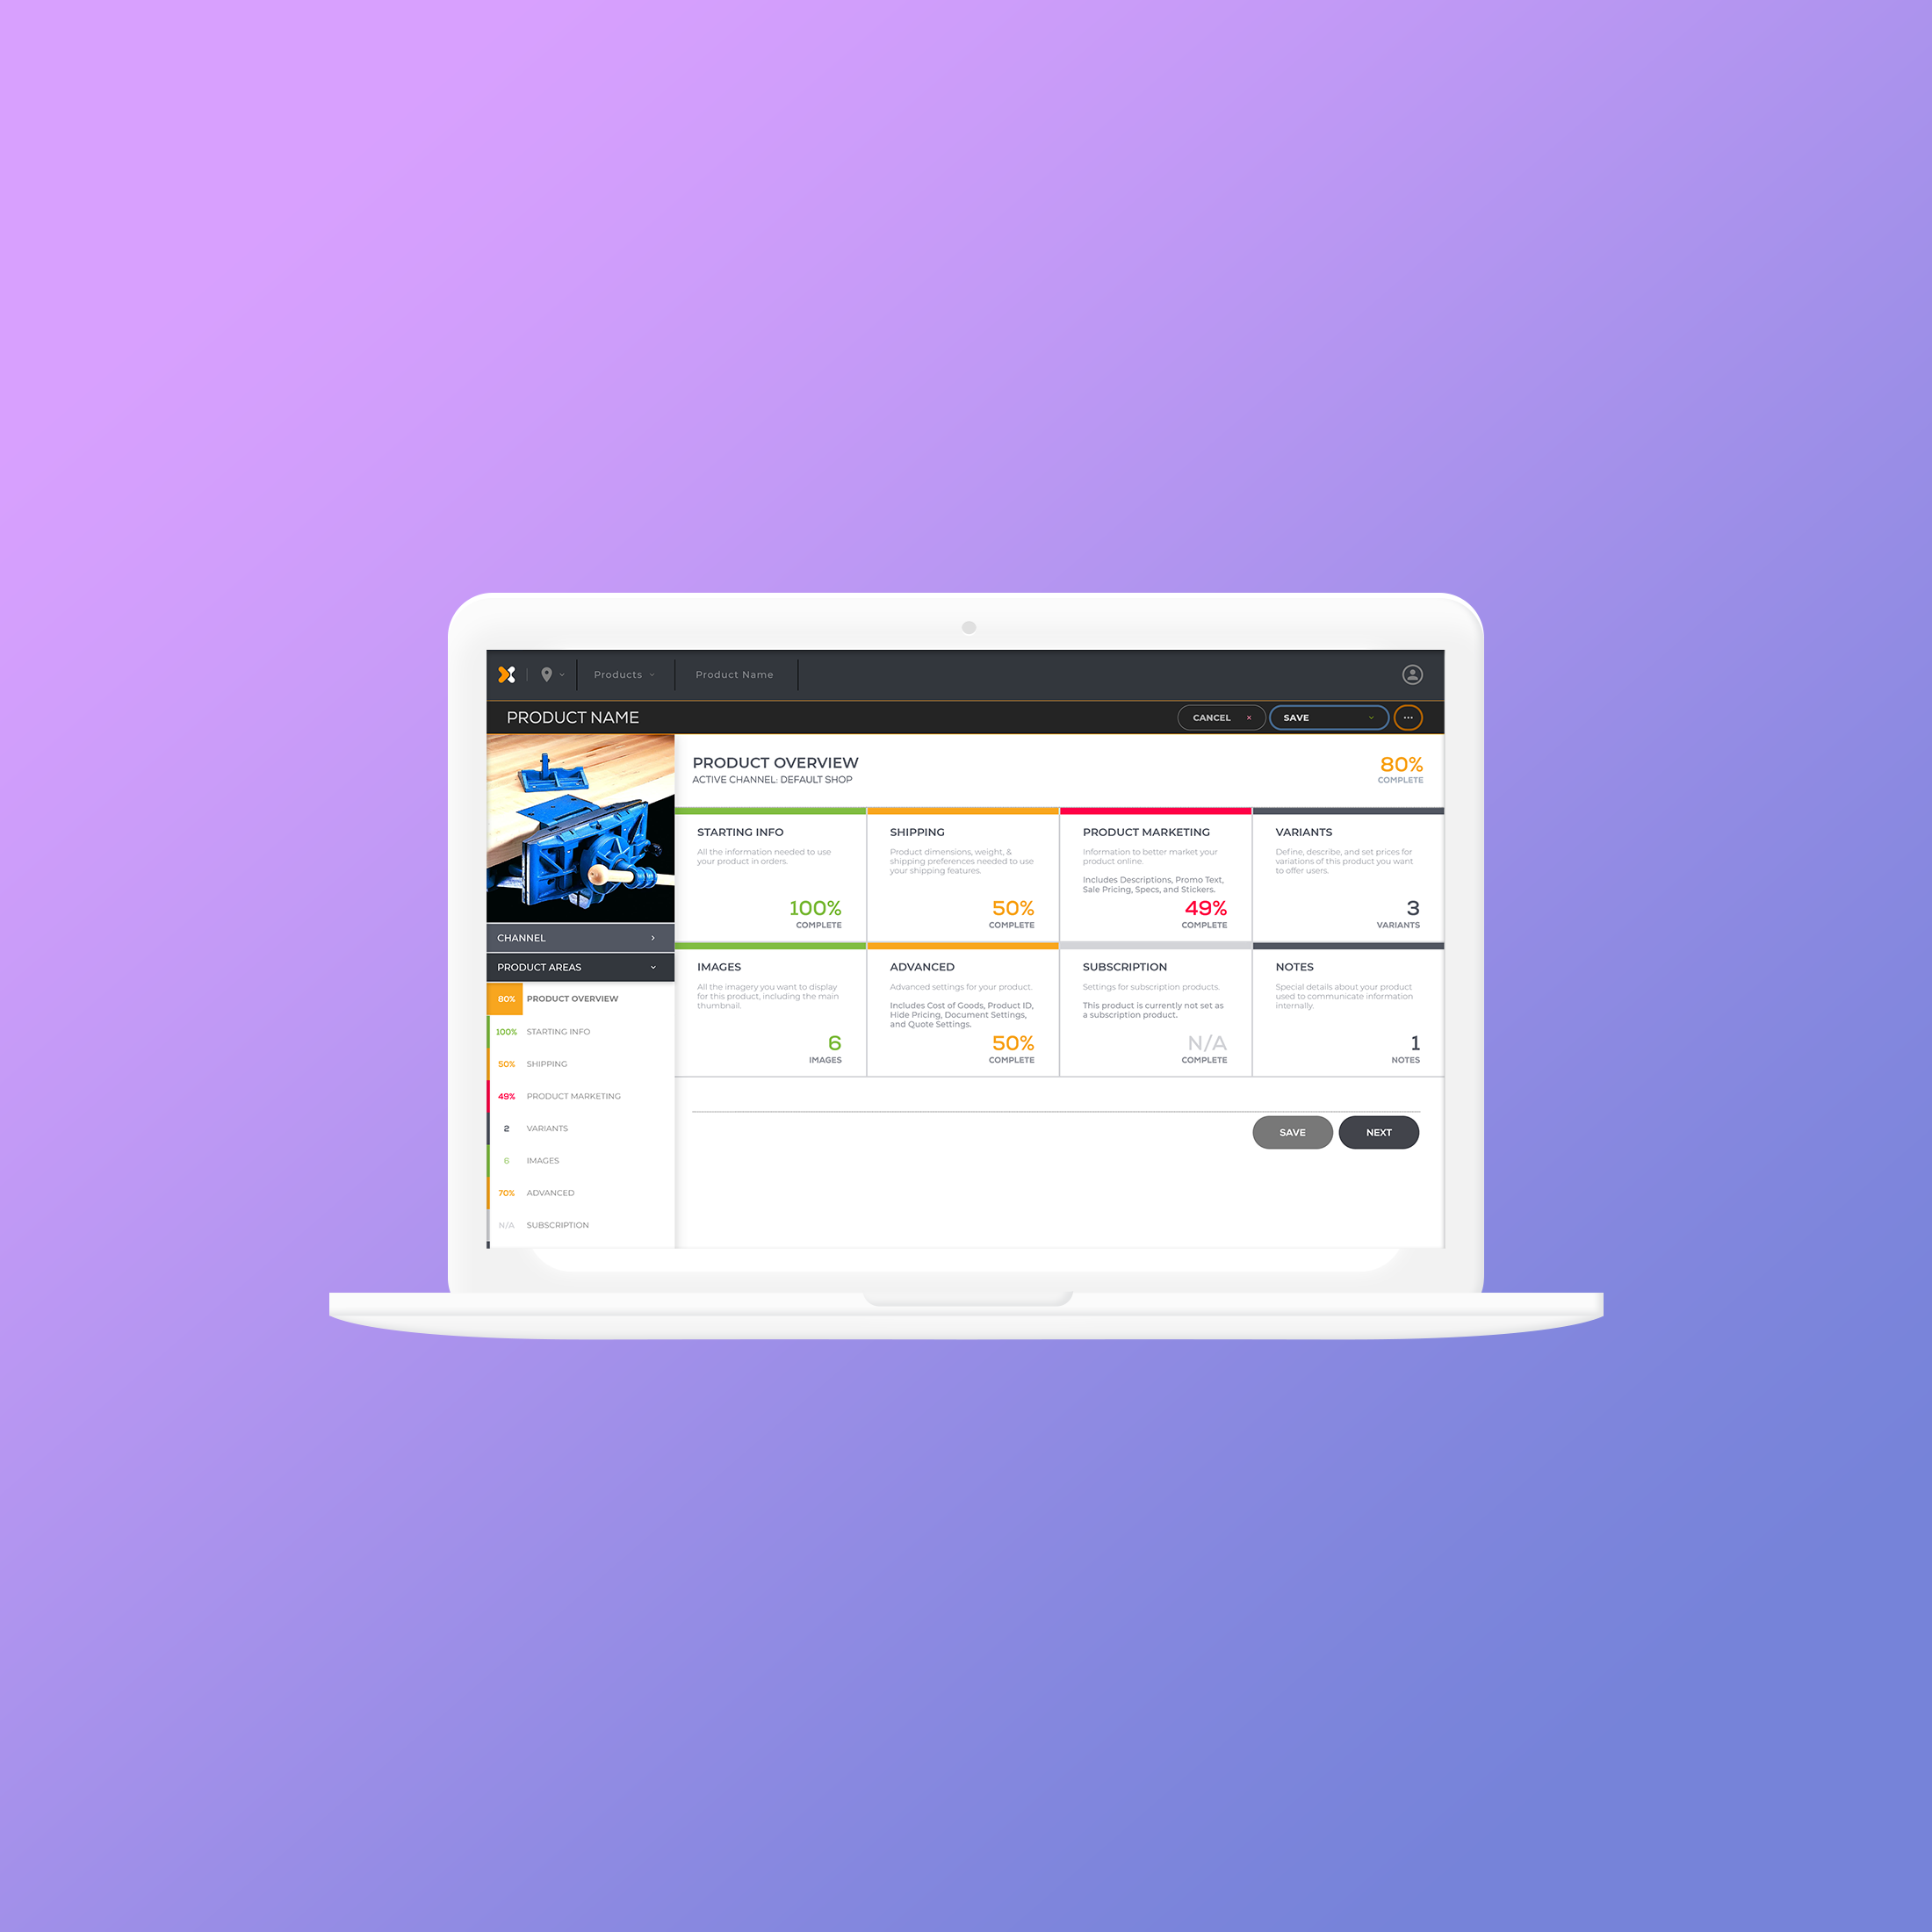 Products
Product Name
PRODUCT NAME
CANCEL
SAVE
PRODUCT OVERVIEW
ACTIVE CHANNEL: DEFAULT SHOP
80%
COMPLETE
STARTING INFO
All the information needed to use
your product in orders.
100%
COMPLETE
SHIPPING
Product dimensions, weight, &
shipping preferences needed to use
your shipping features.
50%
COMPLETE
PRODUCT MARKETING
Information to better market your
product online.
Includes Descriptions, Promo Text,
Sale Pricing, Specs, and Stickers.
49%
COMPLETE
VARIANTS
Define, describe, and set prices for
variations of this product you want
to offer users.
3
VARIANTS
IMAGES
All the imagery you want to display
for this product, including the main
thumbnail.
6
IMAGES
ADVANCED
Advanced settings for your product.
Includes Cost of Goods, Product ID,
Hide Pricing, Document Settings,
and Quote Settings.
50%
COMPLETE
SUBSCRIPTION
Settings for subscription products.
This product is currently not set as
a subscription product.
N/A
COMPLETE
NOTES
Special details about your product
used to communicate information
internally.
1
NOTES
CHANNEL
PRODUCT AREAS
80% PRODUCT OVERVIEW
100% STARTING INFO
50% SHIPPING
49% PRODUCT MARKETING
2 VARIANTS
6 IMAGES
70% ADVANCED
N/A SUBSCRIPTION
SAVE
NEXT